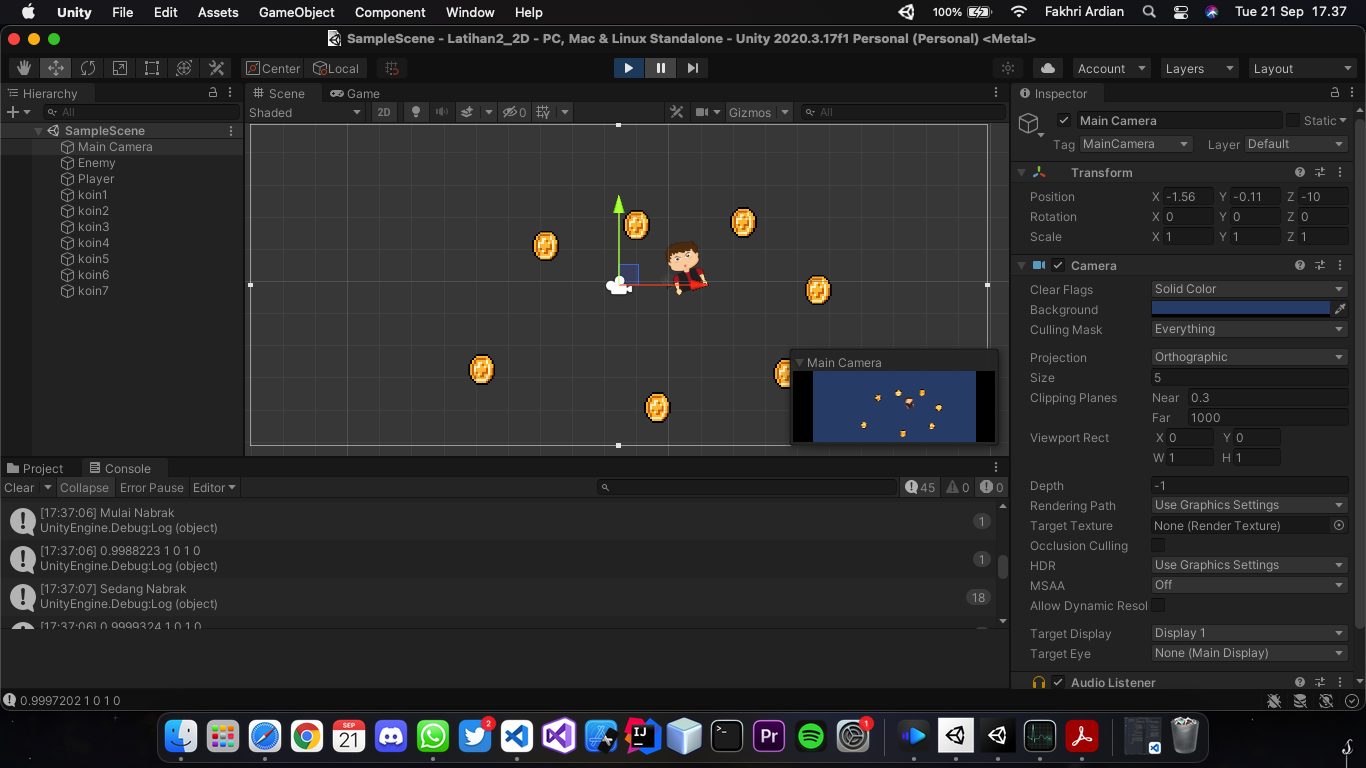 Unity File Edit Assets GameObject Component Window Help 100% Fakhri Ardian Tue 21 Sep 17.37
SampleScene - Latihan2_2D - PC, Mac & Linux Standalone - Unity 2020.3.17f1 Personal (Personal) <Metal>
Center Local Account Layers Layout
Hierarchy
All
SampleScene
Main Camera
Enemy
Player
koin1
koin2
koin3
koin4
koin5
koin6
koin7
Scene Game
Shaded 2D 0 Gizmos All
Main Camera
Inspector
Main Camera Static
Tag MainCamera Layer Default
Transform
Position X -1.56 Y -0.11 Z -10
Rotation X 0 Y 0 Z 0
Scale X 1 Y 1 Z 1
Camera
Clear Flags Solid Color
Background
Culling Mask Everything
Projection Orthographic
Size 5
Clipping Planes Near 0.3
Far 1000
Viewport Rect X 0 Y 0
W 1 H 1
Depth -1
Rendering Path Use Graphics Settings
Target Texture None (Render Texture)
Occlusion Culling
HDR Use Graphics Settings
MSAA Off
Allow Dynamic Resol
Target Display Display 1
Target Eye None (Main Display)
Audio Listener
Project Console
Clear Collapse Error Pause Editor 45 0 0
[17:37:06] Mulai Nabrak
UnityEngine.Debug:Log (object) 1
[17:37:06] 0.9988223 1 0 1 0
UnityEngine.Debug:Log (object) 1
[17:37:07] Sedang Nabrak
UnityEngine.Debug:Log (object) 18
[17:37:06] 0.9999324 1 0 1 0
0.9997202 1 0 1 0
SEP
21
2
IJ
Pr
1